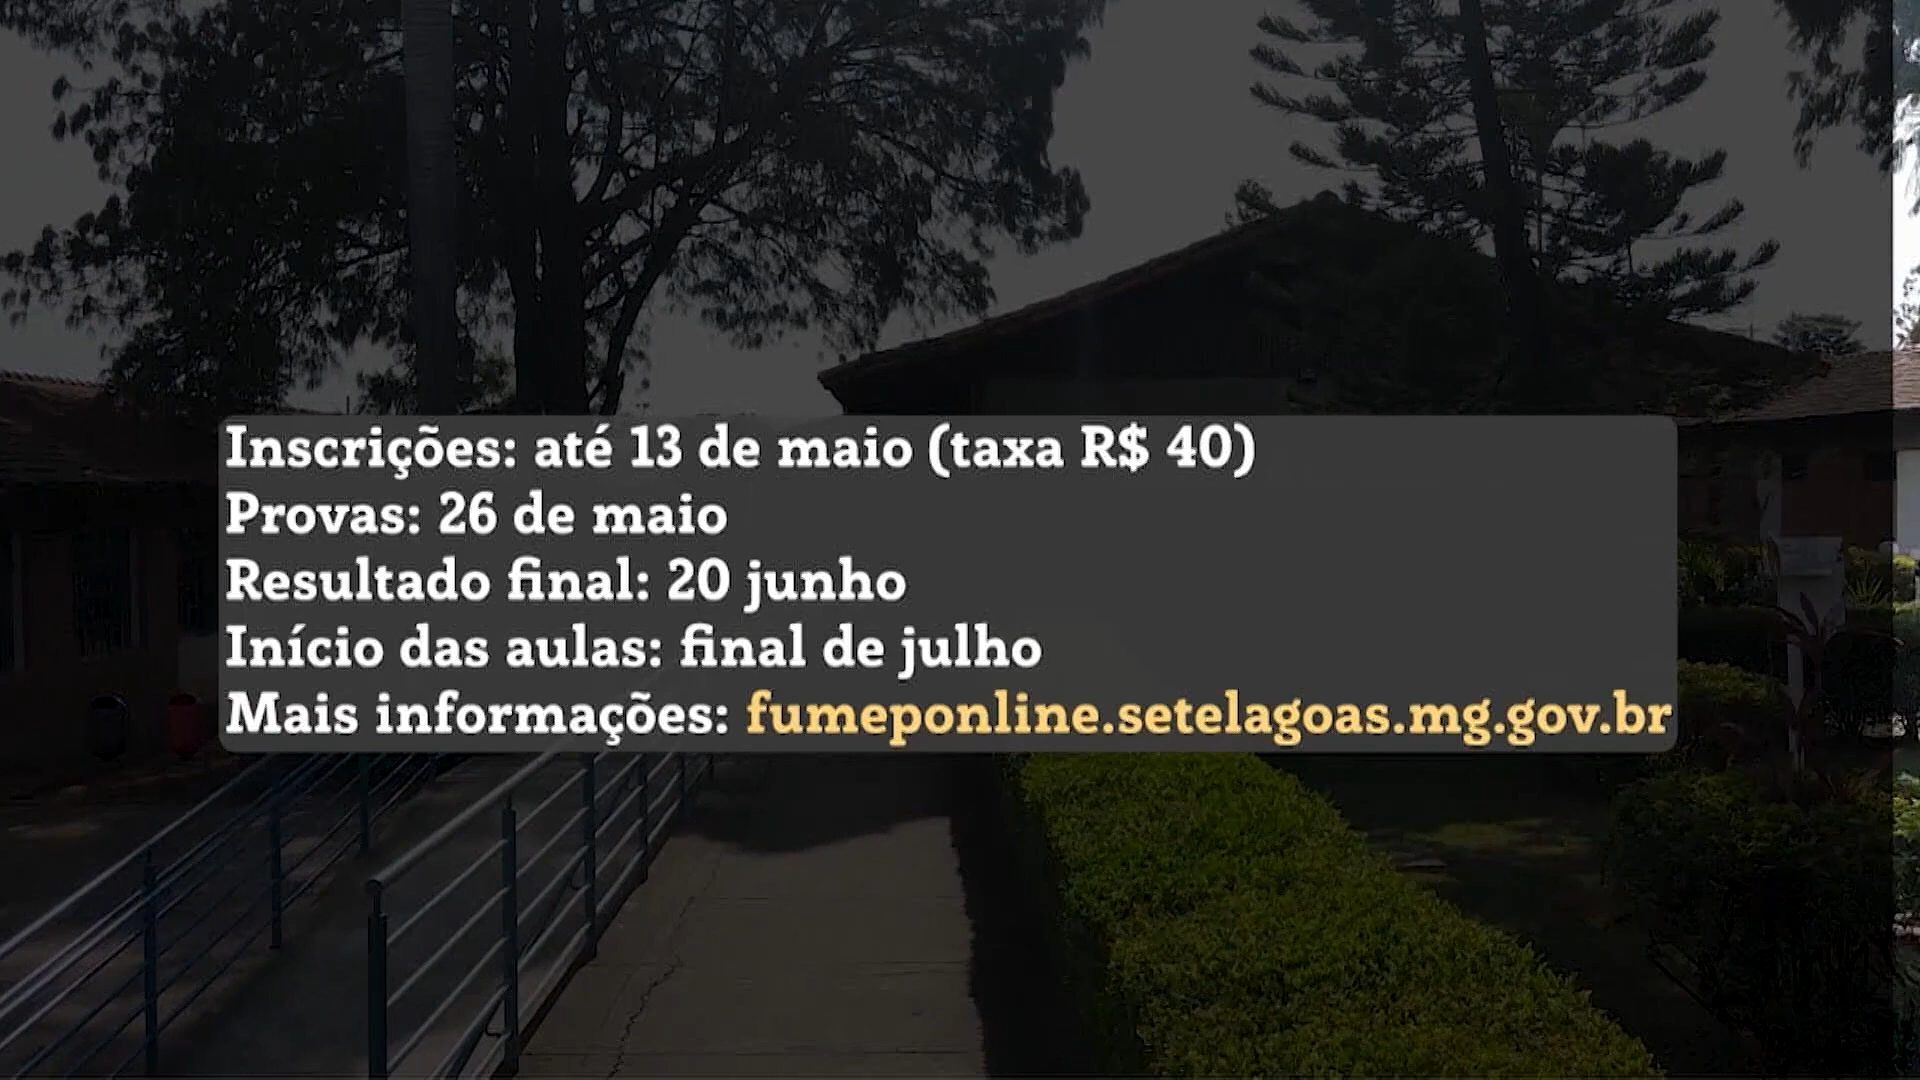 Inscrições: até 13 de maio (taxa R$ 40)
Provas: 26 de maio
Resultado final: 20 junho
Início das aulas: final de julho
Mais informações: fumeponline.setelagoas.mg.gov.br